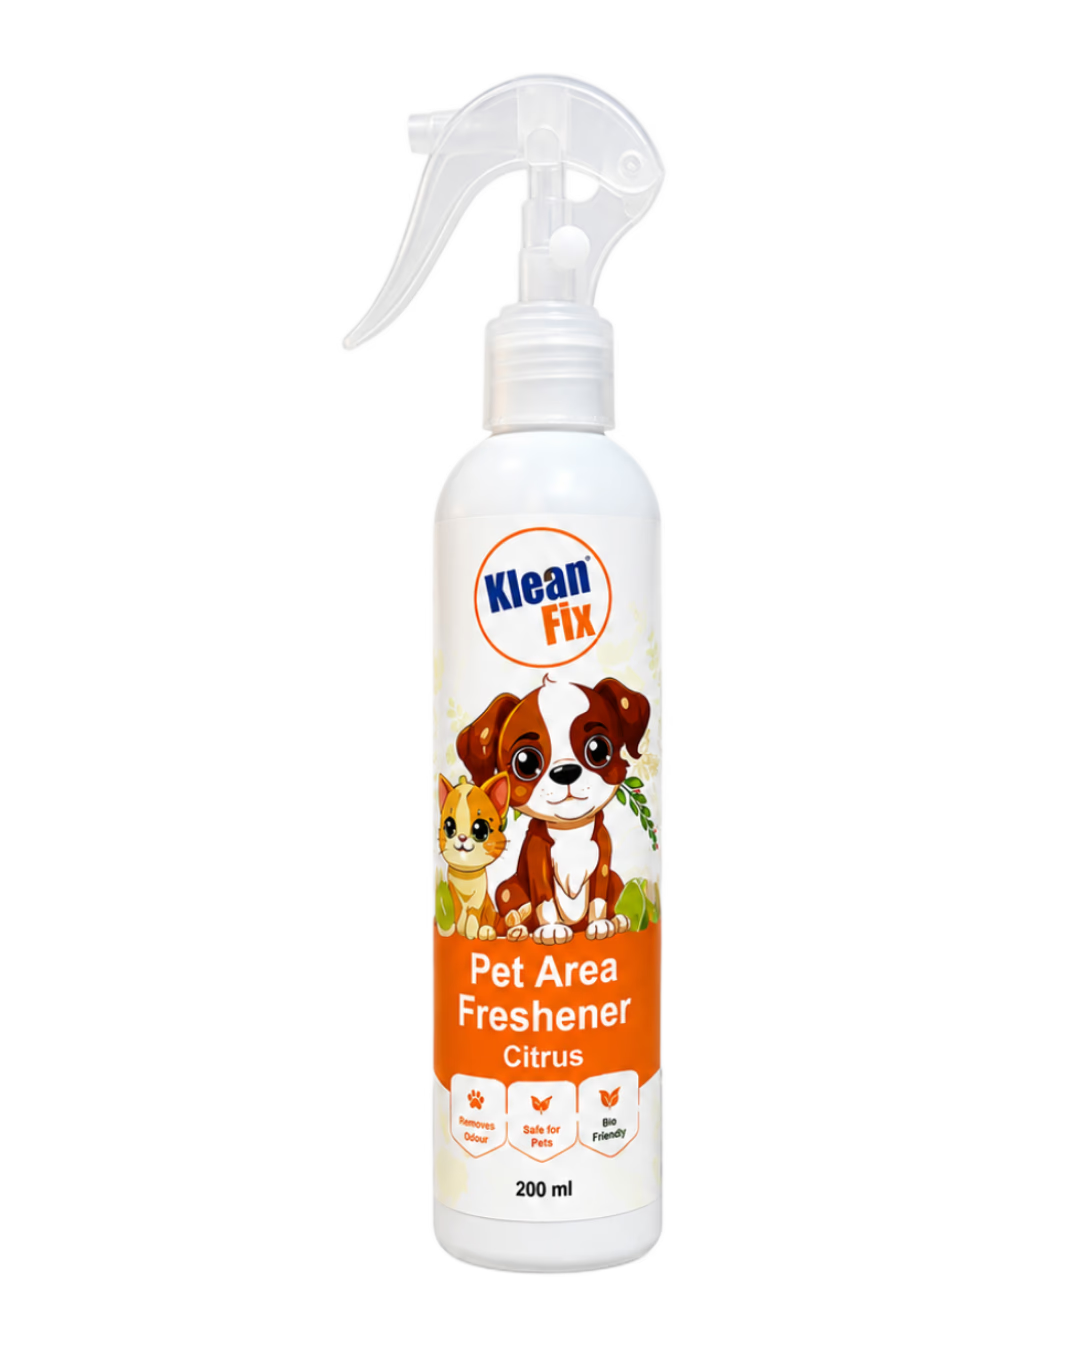 Klean®
Fix
Pet Area
Freshener
Citrus
Removes
Odour
Safe for
Pets
Bio
Friendly
200 ml